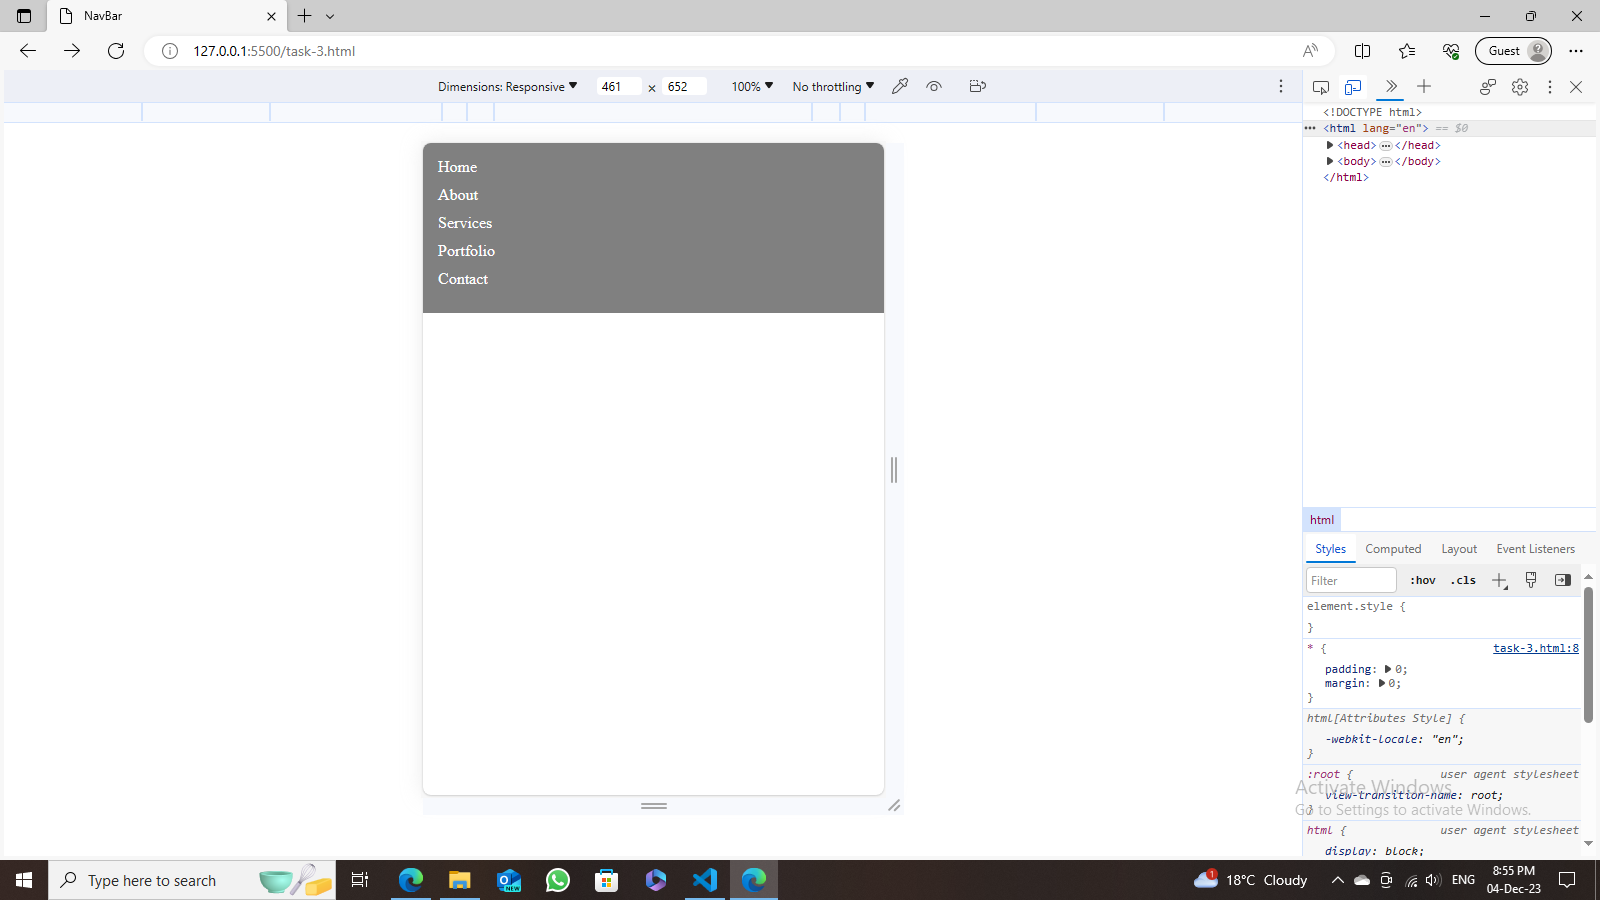 NavBar
127.0.0.1:5500/task-3.html
Guest
Dimensions: Responsive 461 × 652 100% No throttling
Home
About
Services
Portfolio
Contact
<!DOCTYPE html>
<html lang="en"> == $0
<head> ••• </head>
<body> ••• </body>
</html>
html
Styles Computed Layout Event Listeners
Filter :hov .cls
element.style {
}
* { task-3.html:8
padding: 0;
margin: 0;
}
html[Attributes Style] {
-webkit-locale: "en";
}
:root { user agent stylesheet
view-transition-name: root;
}
html { user agent stylesheet
display: block;
Activate Windows
Go to Settings to activate Windows.
Type here to search
NEW
1
18°C Cloudy
ENG
8:55 PM
04-Dec-23